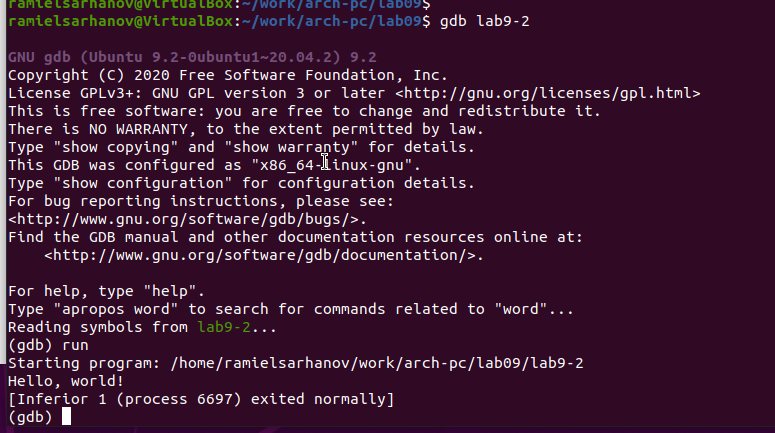 ramielsarhanov@VirtualBox:~/work/arch-pc/lab09$
ramielsarhanov@VirtualBox:~/work/arch-pc/lab09$ gdb lab9-2
GNU gdb (Ubuntu 9.2-0ubuntu1~20.04.2) 9.2
Copyright (C) 2020 Free Software Foundation, Inc.
License GPLv3+: GNU GPL version 3 or later <http://gnu.org/licenses/gpl.html>
This is free software: you are free to change and redistribute it.
There is NO WARRANTY, to the extent permitted by law.
Type "show copying" and "show warranty" for details.
This GDB was configured as "x86_64-linux-gnu".
Type "show configuration" for configuration details.
For bug reporting instructions, please see:
<http://www.gnu.org/software/gdb/bugs/>.
Find the GDB manual and other documentation resources online at:
    <http://www.gnu.org/software/gdb/documentation/>.
For help, type "help".
Type "apropos word" to search for commands related to "word"...
Reading symbols from lab9-2...
(gdb) run
Starting program: /home/ramielsarhanov/work/arch-pc/lab09/lab9-2
Hello, world!
[Inferior 1 (process 6697) exited normally]
(gdb)